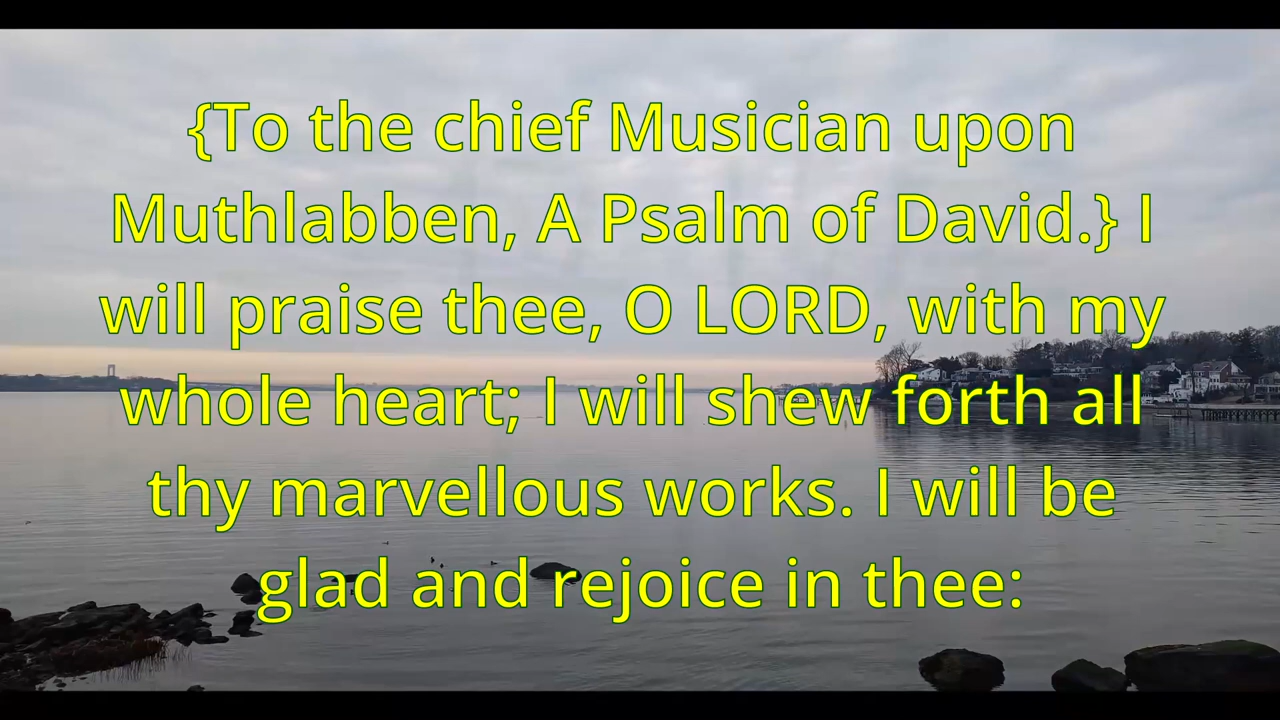 {To the chief Musician upon
Muthlabben, A Psalm of David.} I
will praise thee, O LORD, with my
whole heart; I will shew forth all
thy marvellous works. I will be
glad and rejoice in thee: